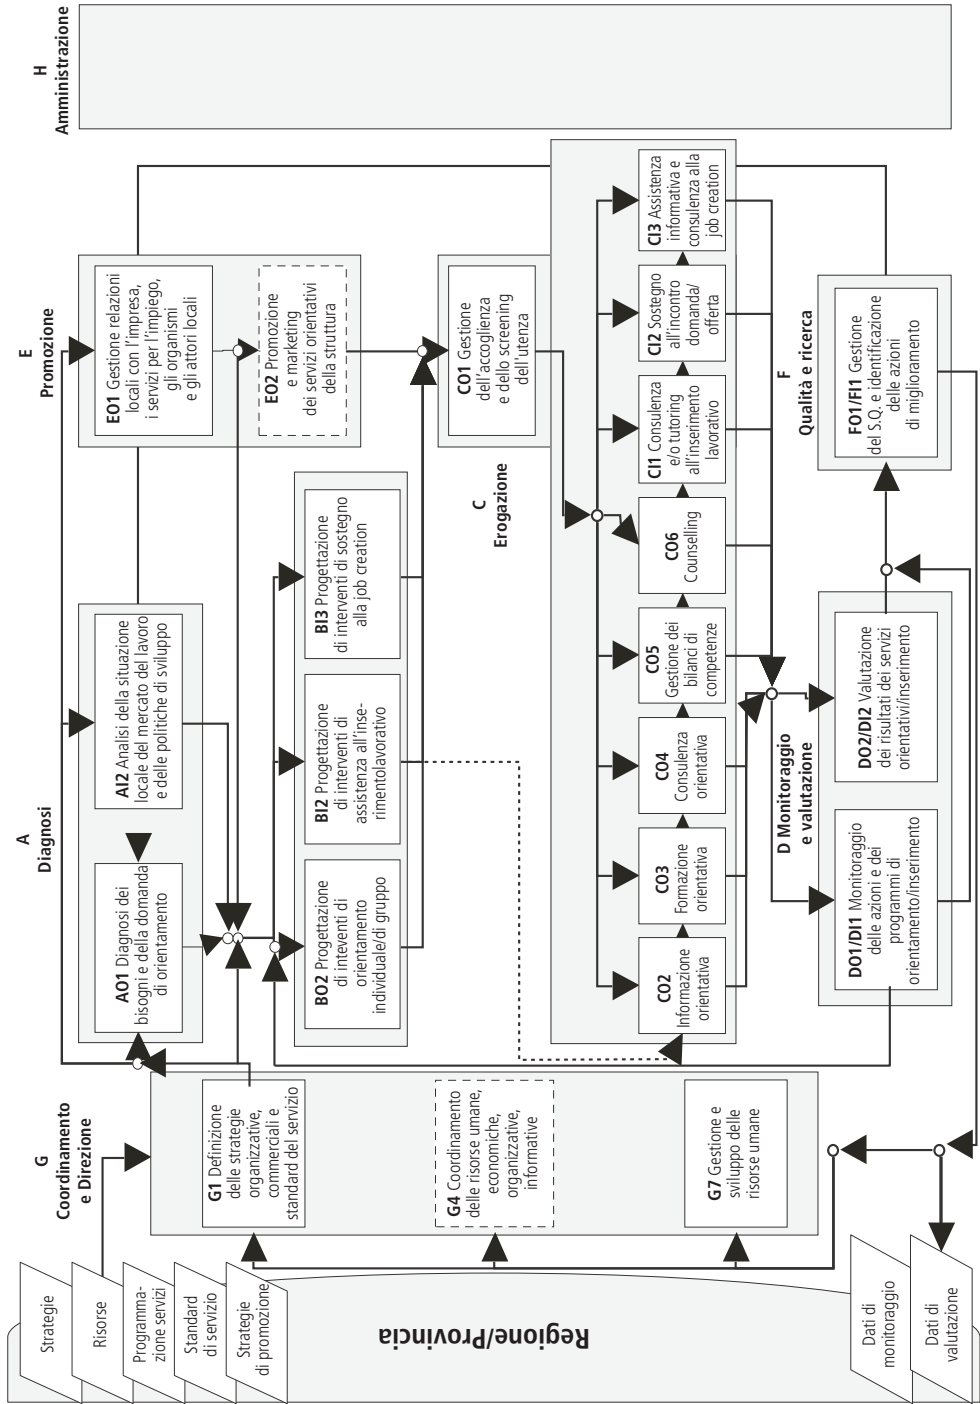 Strategie
Risorse
Programma-
zione servizi
Standard
di servizio
Strategie
di promozione
Regione/Provincia
Dati di
monitoraggio
Dati di
valutazione
G
Coordinamento
e Direzione
G1 Definizione
delle strategie
organizzative,
commerciali e
standard del servizio
G4 Coordinamento
delle risorse umane,
economiche,
organizzative,
informative
G7 Gestione e
sviluppo delle
risorse umane
A
Diagnosi
AO1 Diagnosi dei
bisogni e della domanda
di orientamento
AI2 Analisi della situazione
locale del mercato del lavoro
e delle politiche di sviluppo
BO2 Progettazione
di inteventi di
orientamento
individuale/di gruppo
BI2 Progettazione
di interventi di
assistenza all'inse-
rimentolavorativo
BI3 Progettazione
di interventi di sostegno
alla job creation
E
Promozione
EO1 Gestione relazioni
locali con l'impresa,
i servizi per l'impiego,
gli organismi
e gli attori locali
EO2 Promozione
e marketing
dei servizi orientativi
della struttura
C
Erogazione
CO1 Gestione
dell'accoglienza
e dello screening
dell'utenza
CO2
Informazione
orientativa
CO3
Formazione
orientativa
CO4
Consulenza
orientativa
CO5
Gestione dei
bilanci di
competenze
CO6
Counselling
CI1 Consulenza
e/o tutoring
all'inserimento
lavorativo
CI2 Sostegno
all'incontro
domanda/
offerta
CI3 Assistenza
informativa e
consulenza alla
job creation
D Monitoraggio
e valutazione
DO1/DI1 Monitoraggio
delle azioni e dei
programmi di
orientamento/inserimento
DO2/DI2 Valutazione
dei risultati dei servizi
orientativi/inserimento
F
Qualità e ricerca
FO1/FI1 Gestione
del S.Q. e identificazione
delle azioni
di miglioramento
H
Amministrazione